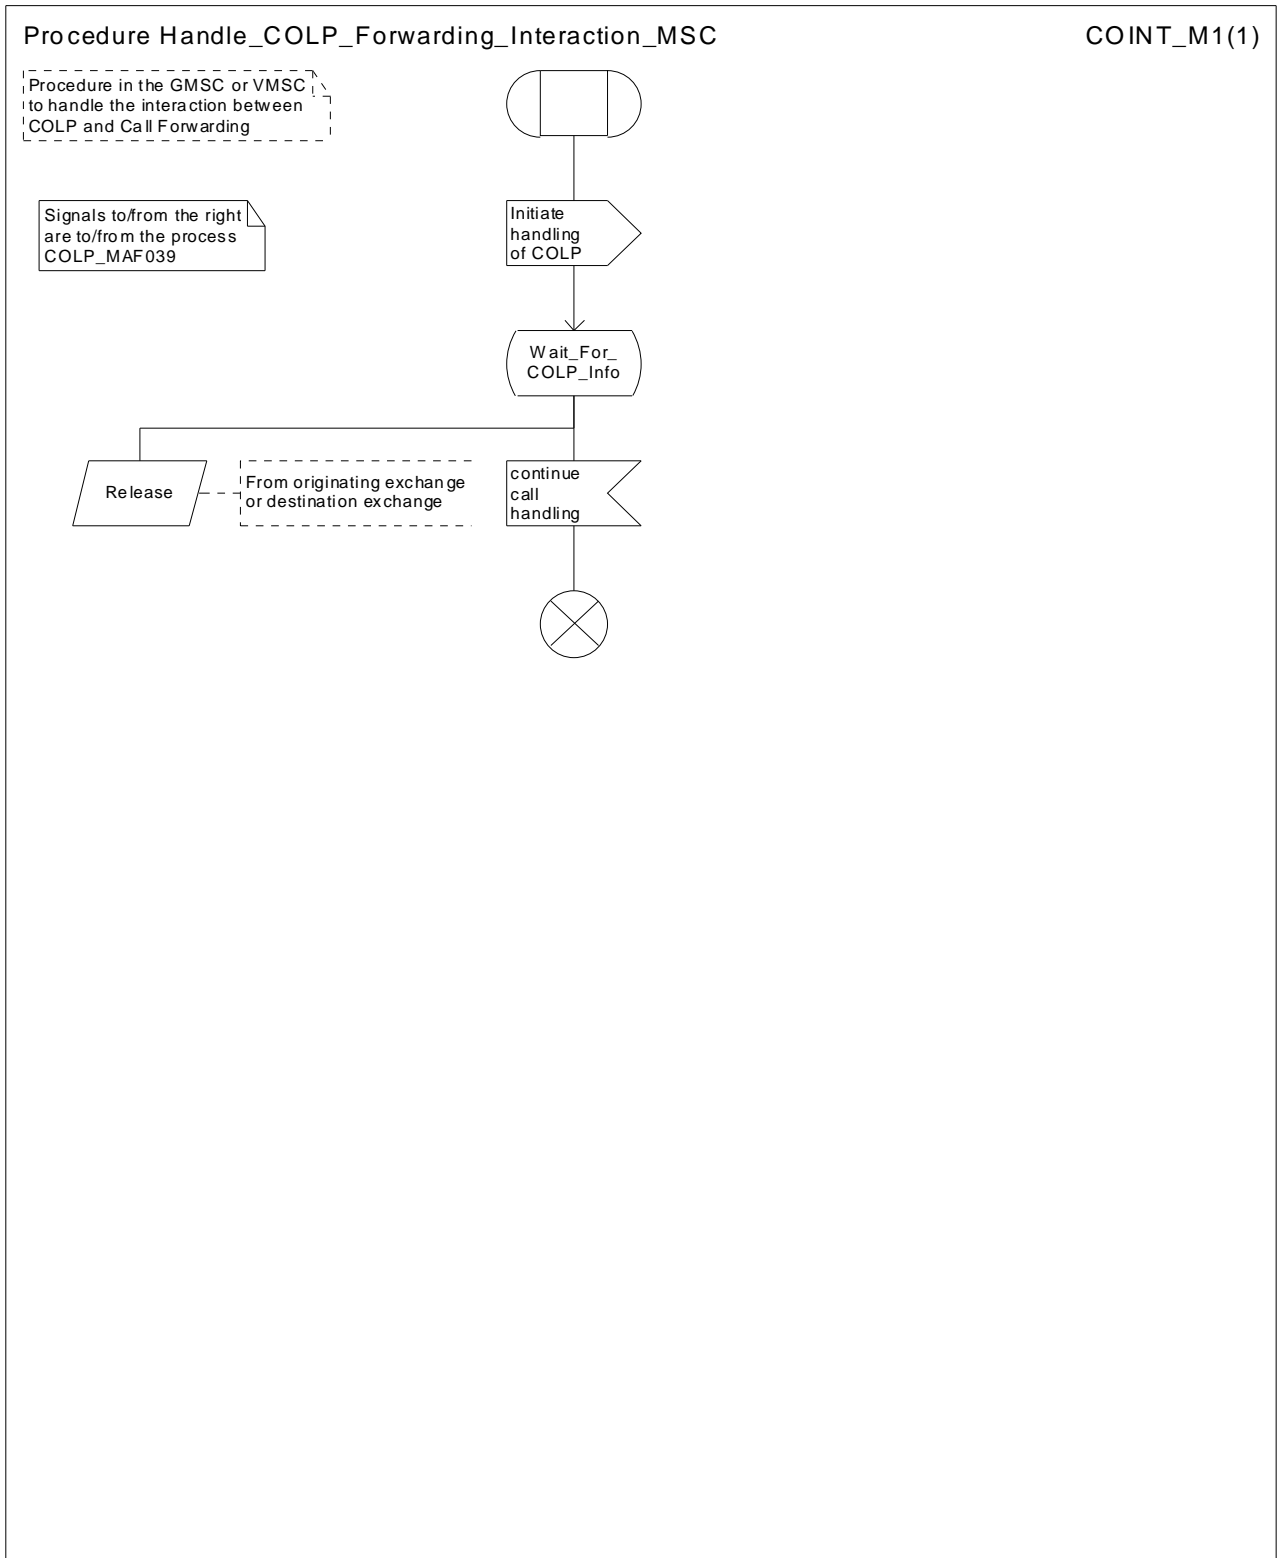 Procedure Handle_COLP_Forwarding_Interaction_MSC
COINT_M1(1)
Procedure in the GMSC or VMSC
to handle the interaction between
COLP and Call Forwarding
Signals to/from the right
are to/from the process
COLP_MAF039
Initiate
handling
of COLP
Wait_For_
COLP_Info
Release
From originating exchange
or destination exchange
continue
call
handling